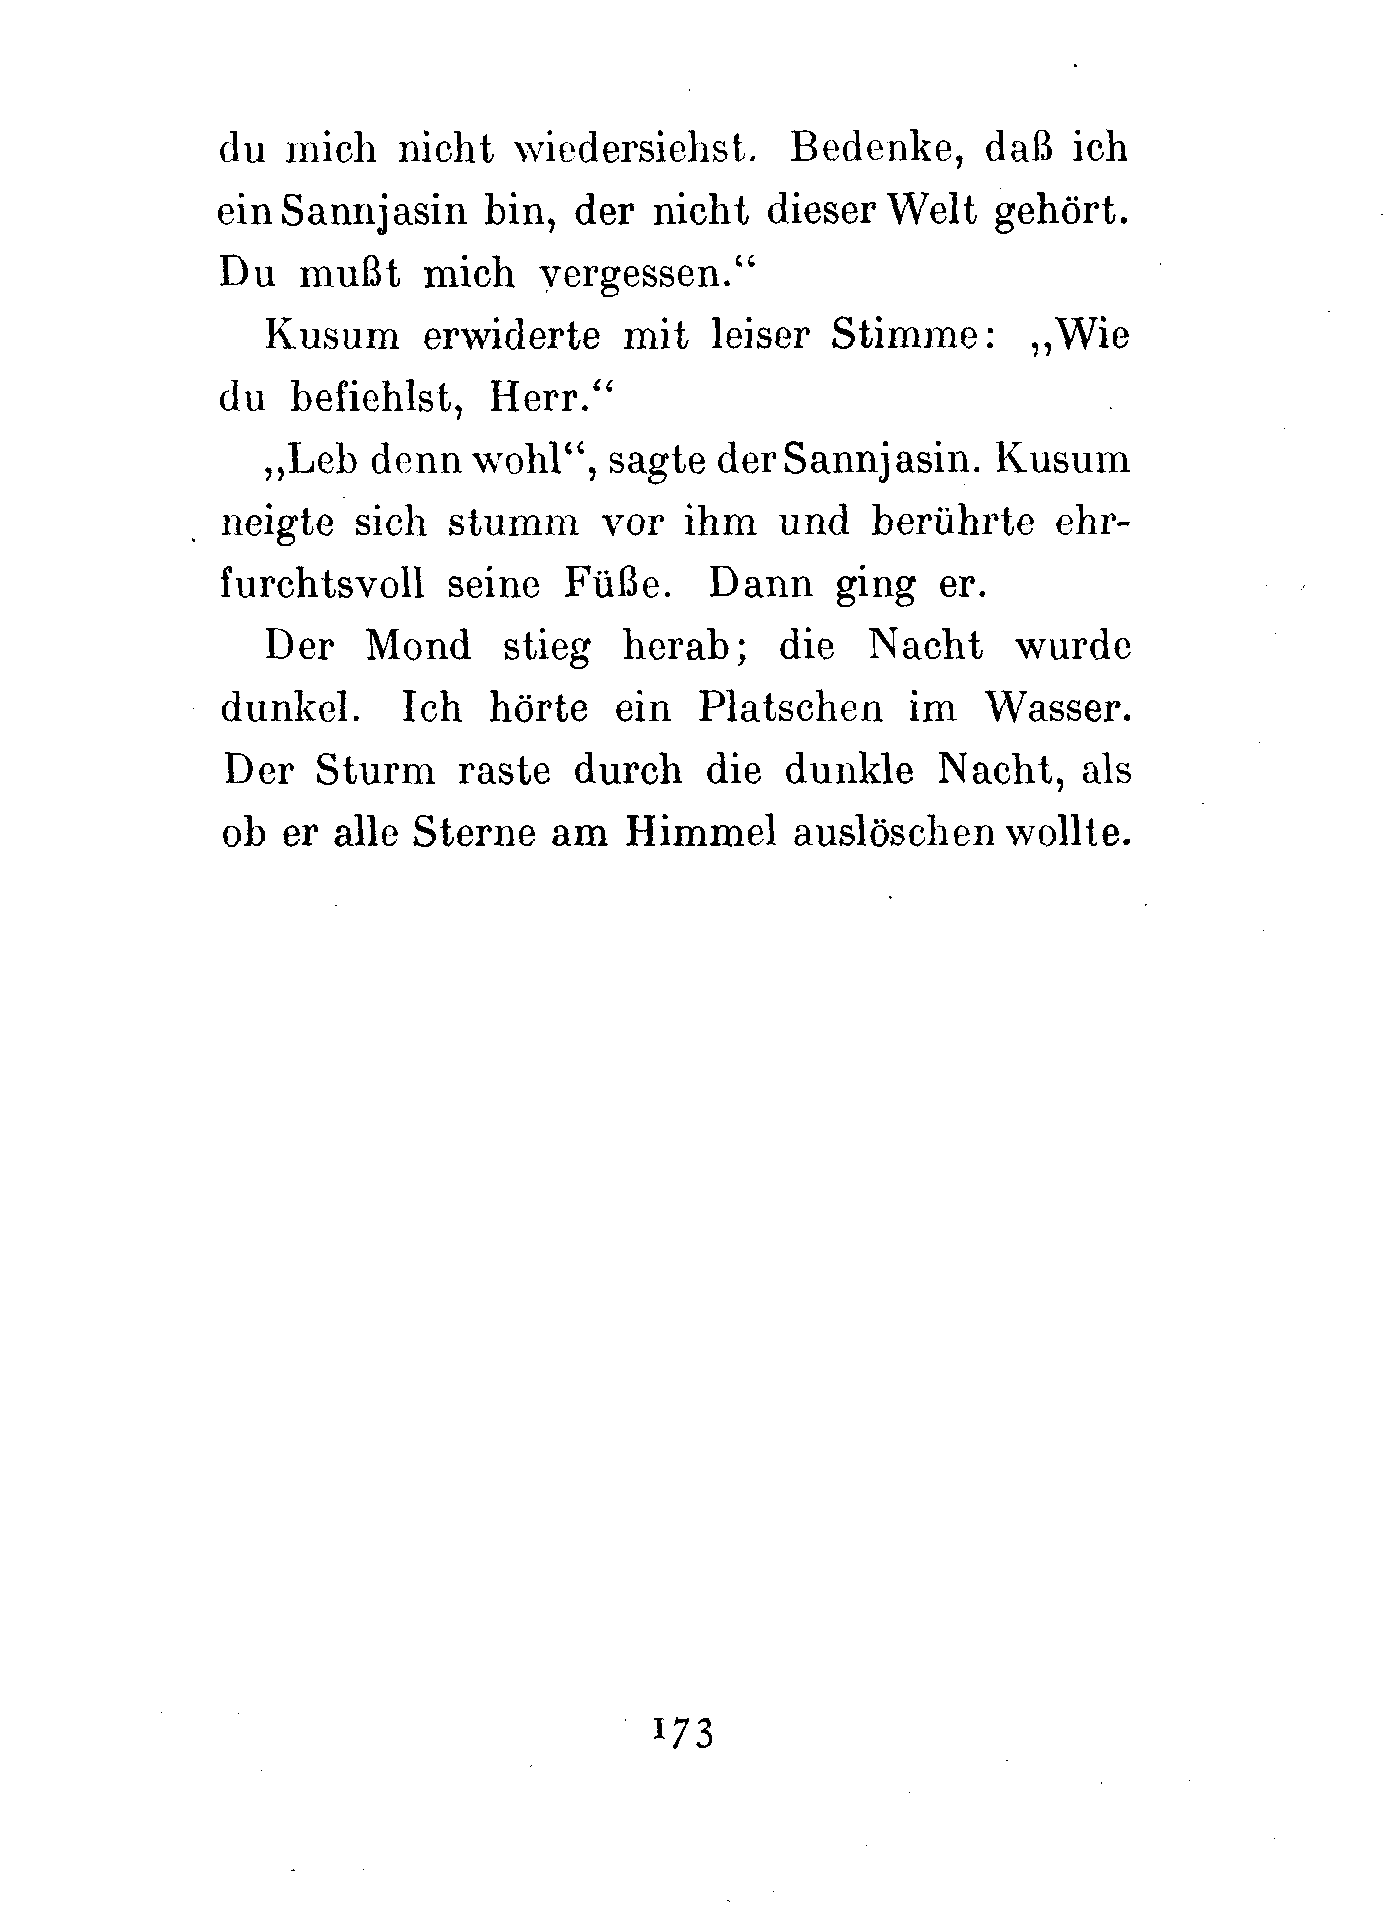 du mich nicht wiedersiehst. Bedenke, daß ich
ein Sannjasin bin, der nicht dieser Welt gehört.
Du mußt mich vergessen.“
Kusum erwiderte mit leiser Stimme: „Wie
du befiehlst, Herr.“
„Leb denn wohl“, sagte der Sannjasin. Kusum
neigte sich stumm vor ihm und berührte ehr-
furchtsvoll seine Füße. Dann ging er.
Der Mond stieg herab; die Nacht wurde
dunkel. Ich hörte ein Platschen im Wasser.
Der Sturm raste durch die dunkle Nacht, als
ob er alle Sterne am Himmel auslöschen wollte.
173